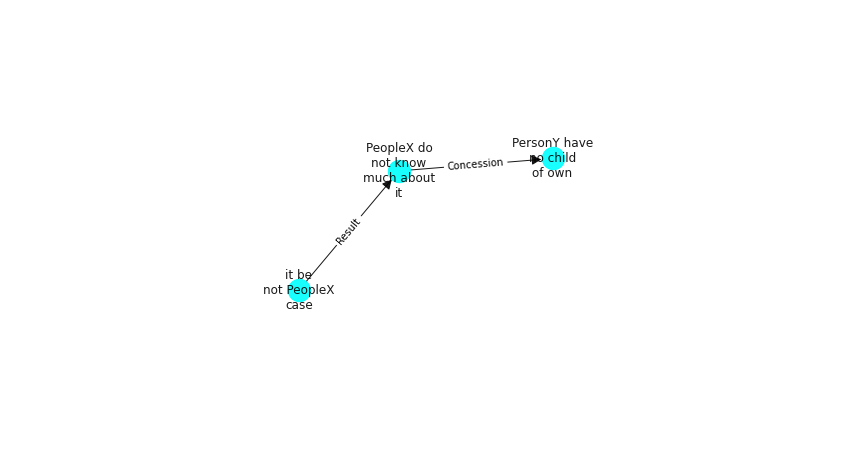 PeopleX do
not know
much about
it
Concession
PersonY have
no child
of own
Result
it be
not PeopleX
case